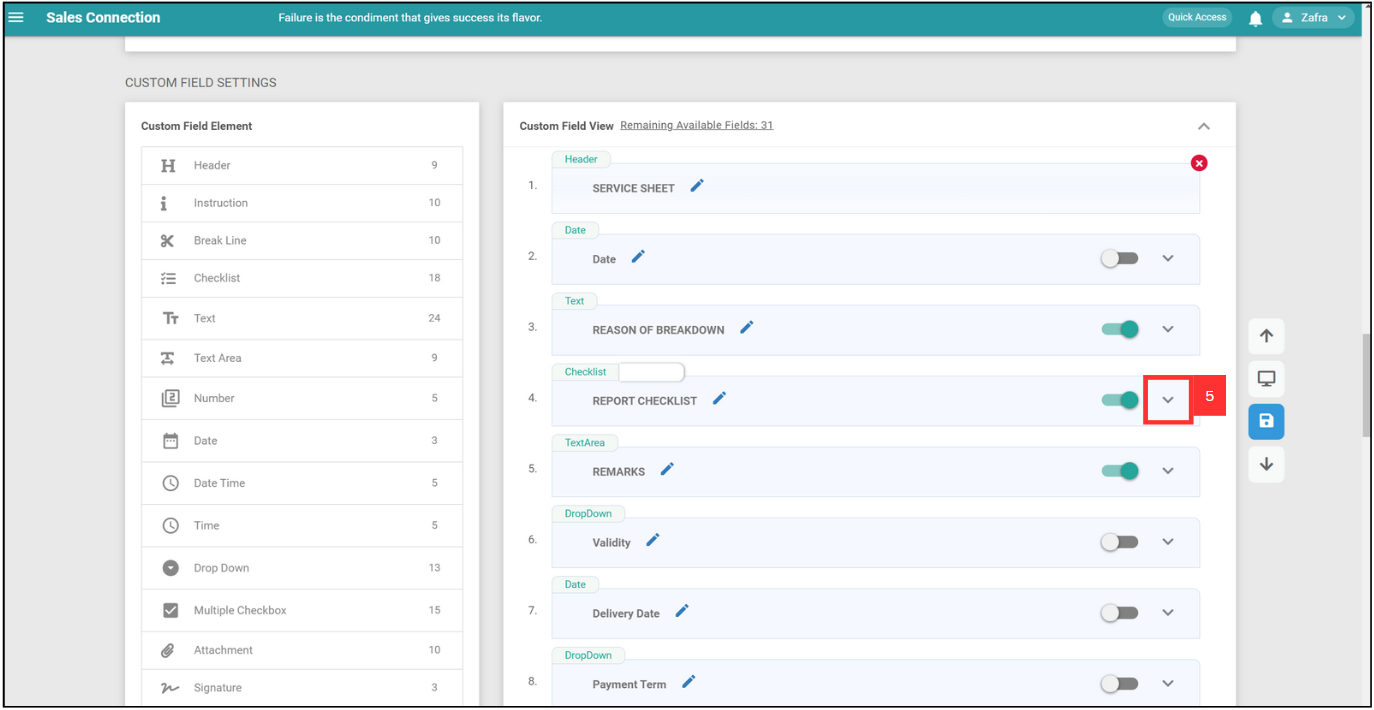 Sales Connection
Failure is the condiment that gives success its flavor.
Quick Access
Zafra
CUSTOM FIELD SETTINGS
Custom Field Element
Header 9
Instruction 10
Break Line 10
Checklist 18
Text 24
Text Area 9
Number 5
Date 3
Date Time 5
Time 5
Drop Down 13
Multiple Checkbox 15
Attachment 10
Signature 3
Custom Field View Remaining Available Fields: 31
Header
1. SERVICE SHEET
Date
2. Date
Text
3. REASON OF BREAKDOWN
Checklist
4. REPORT CHECKLIST
5
TextArea
5. REMARKS
DropDown
6. Validity
Date
7. Delivery Date
DropDown
8. Payment Term